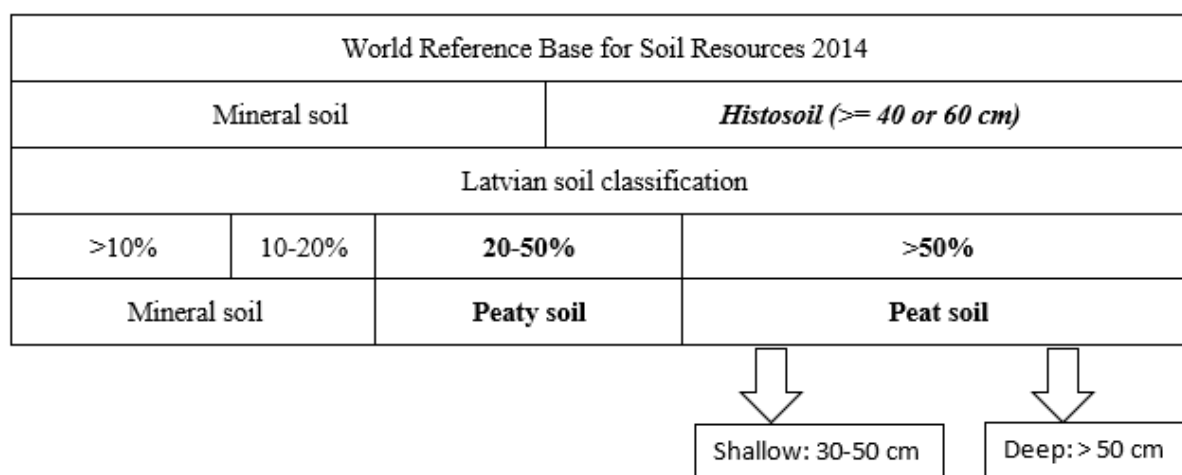 World Reference Base for Soil Resources 2014
Mineral soil Histosoil (>= 40 or 60 cm)
Latvian soil classification
>10% 10-20% 20-50% >50%
Mineral soil Peaty soil Peat soil
Shallow: 30-50 cm Deep: > 50 cm